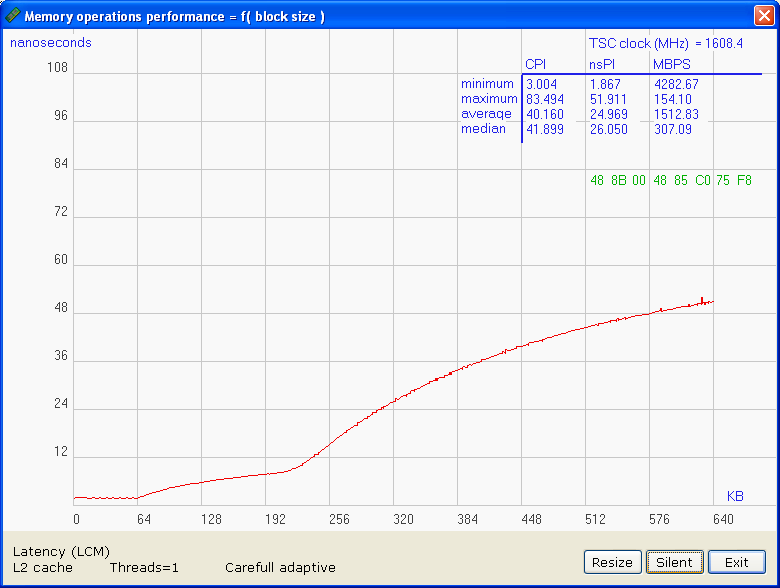 Memory operations performance = f( block size )
nanoseconds
TSC clock (MHz) = 1608.4
CPI nsPI MBPS
minimum 3.004 1.867 4282.67
maximum 83.494 51.911 154.10
average 40.160 24.969 1512.83
median 41.899 26.050 307.09
48 8B 00 48 85 C0 75 F8
108
96
84
72
60
48
36
24
12
KB
0 64 128 192 256 320 384 448 512 576 640
Latency (LCM)
L2 cache Threads=1 Carefull adaptive
Resize Silent Exit